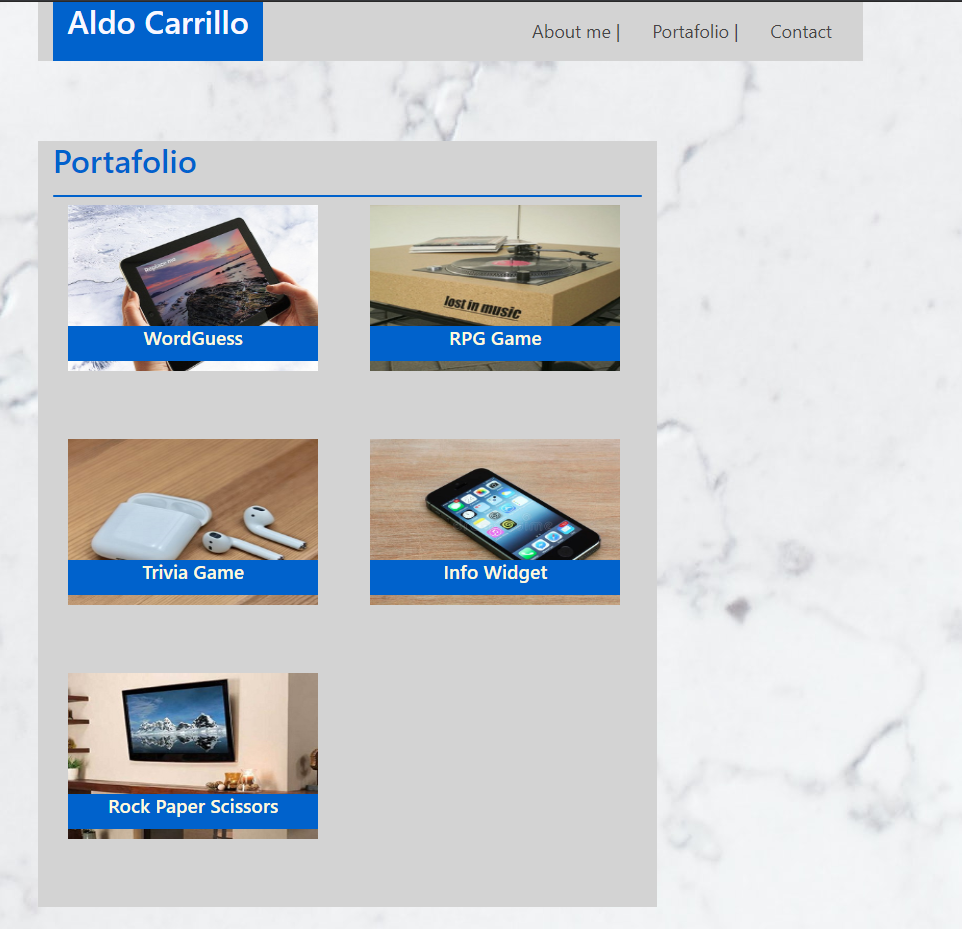 Aldo Carrillo
About me |
Portafolio |
Contact
Portafolio
WordGuess
lost in music
RPG Game
Trivia Game
Info Widget
Rock Paper Scissors